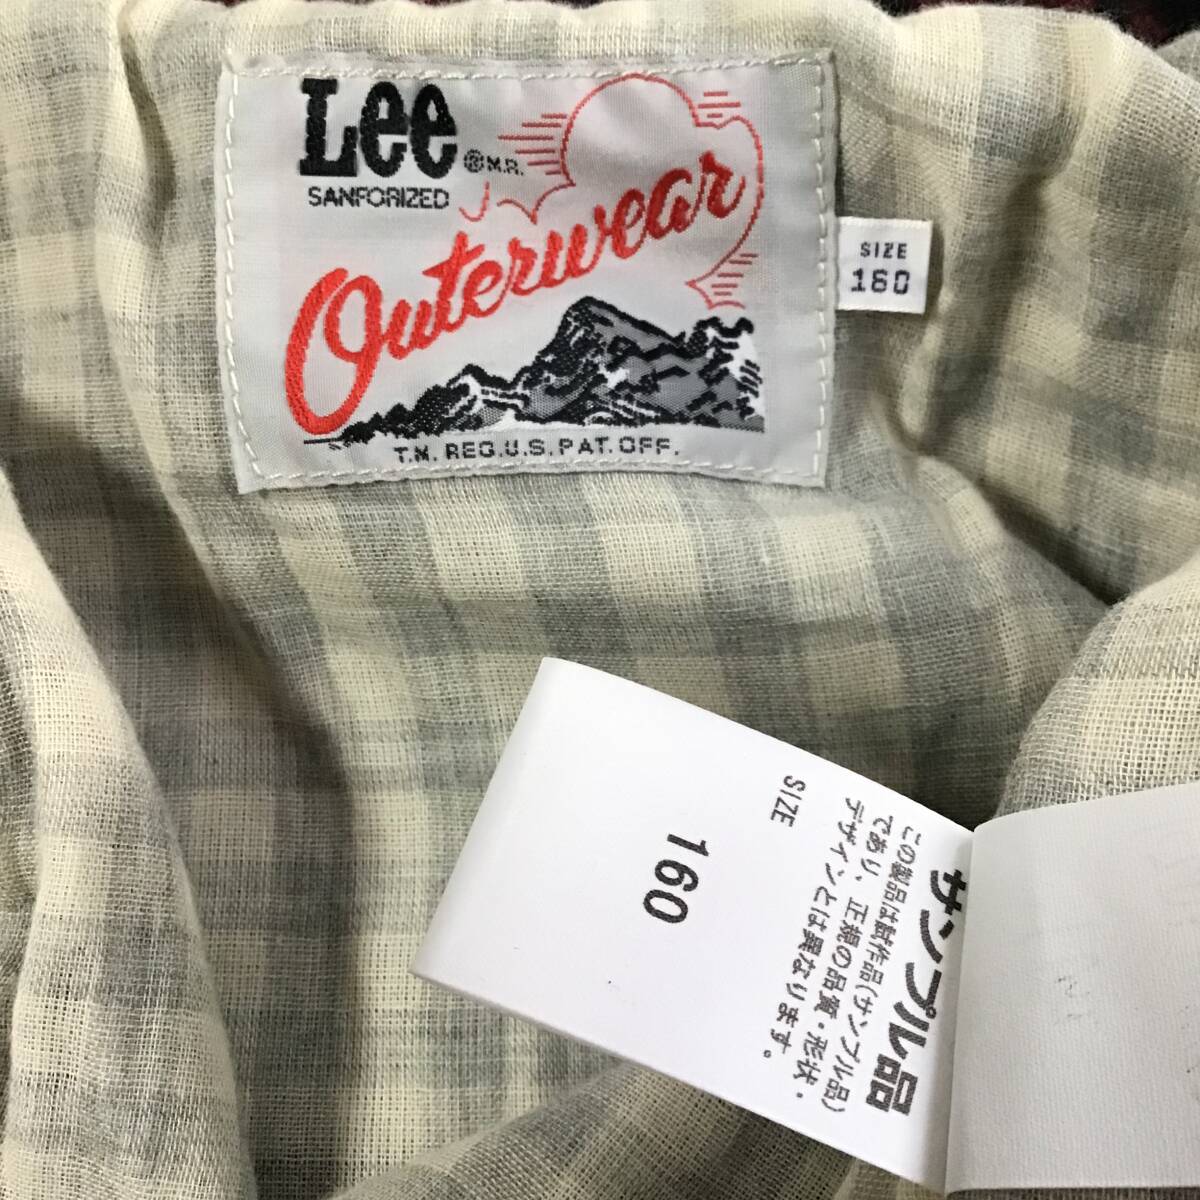 Lee
® M.R.
SANFORIZED
Outerwear
T.M. REG.U.S.PAT.OFF.
SIZE
160
サンプル品
この製品は試作品(サンプル品)
であり、正規の品質・形状・
デザインとは異なります。
SIZE
160